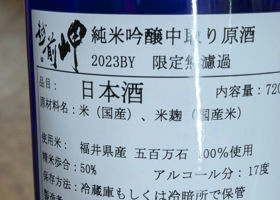 越前岬
純米吟醸中取り原酒
2023BY 限定無濾過
品目: 日本酒 内容量:720
原材料名:米(国産)、米麹(国産米)
使用米: 福井県産 五百万石 100%使用
精米歩合:50% アルコール分:17度
保存方法:冷蔵庫もしくは冷暗所で保管